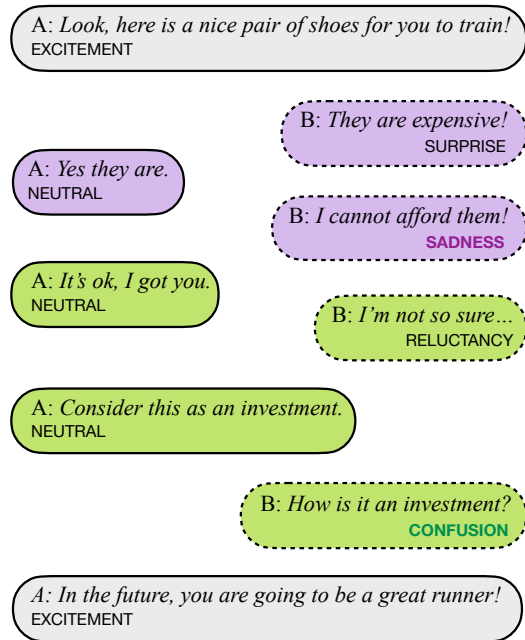 A: Look, here is a nice pair of shoes for you to train!
EXCITEMENT
B: They are expensive!
SURPRISE
A: Yes they are.
NEUTRAL
B: I cannot afford them!
SADNESS
A: It's ok, I got you.
NEUTRAL
B: I'm not so sure…
RELUCTANCY
A: Consider this as an investment.
NEUTRAL
B: How is it an investment?
CONFUSION
A: In the future, you are going to be a great runner!
EXCITEMENT